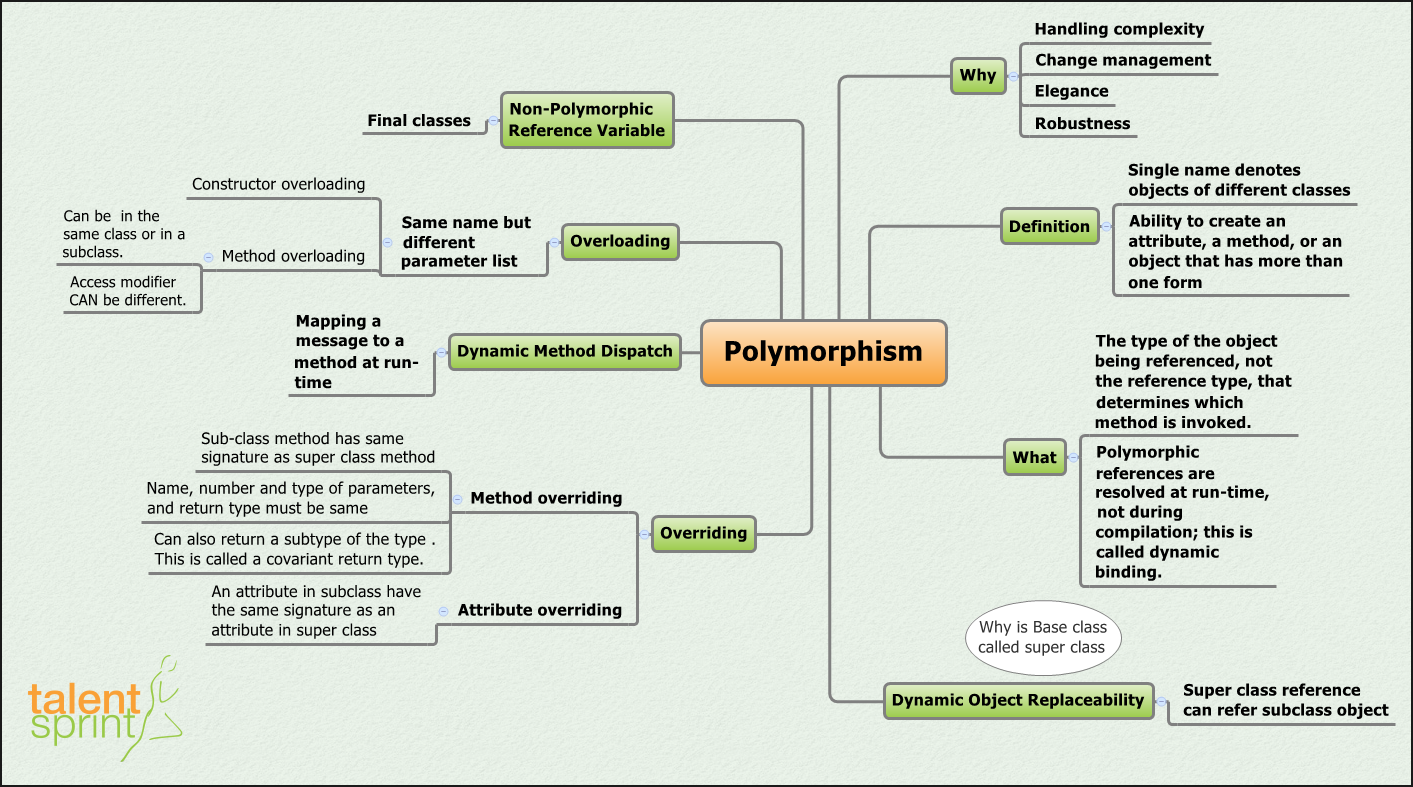 Polymorphism
Why
Handling complexity
Change management
Elegance
Robustness
Definition
Single name denotes
objects of different classes
Ability to create an
attribute, a method, or an
object that has more than
one form
What
The type of the object
being referenced, not
the reference type, that
determines which
method is invoked.
Polymorphic
references are
resolved at run-time,
not during
compilation; this is
called dynamic
binding.
Why is Base class
called super class
Dynamic Object Replaceability
Super class reference
can refer subclass object
Non-Polymorphic
Reference Variable
Final classes
Overloading
Same name but
different
parameter list
Constructor overloading
Method overloading
Can be  in the
same class or in a
subclass.
Access modifier
CAN be different.
Dynamic Method Dispatch
Mapping a
message to a
method at run-
time
Overriding
Method overriding
Sub-class method has same
signature as super class method
Name, number and type of parameters,
and return type must be same
Can also return a subtype of the type .
This is called a covariant return type.
Attribute overriding
An attribute in subclass have
the same signature as an
attribute in super class
talent
sprint